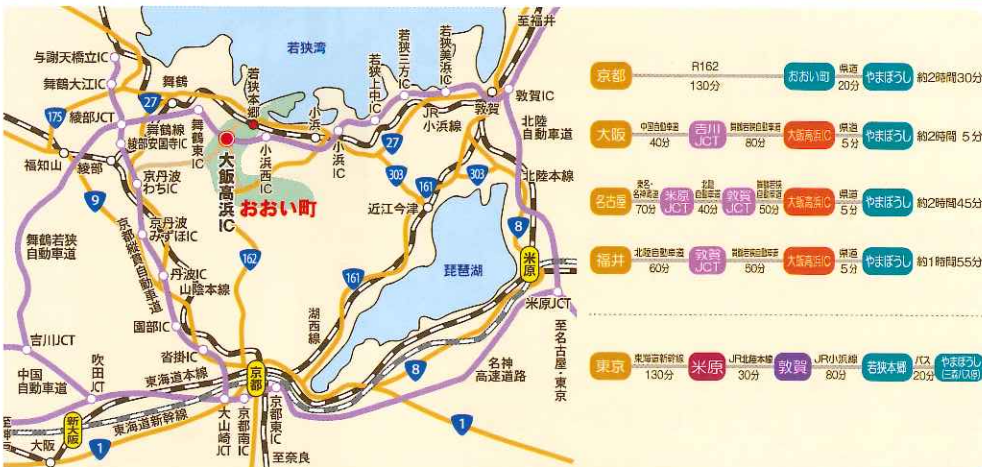 至福井
若狭湾
与謝天橋立IC
舞鶴大江IC
綾部JCT
175
27
舞鶴
舞鶴線
綾部安国寺IC
舞鶴東IC
若狭本郷
大飯高浜IC
おおい町
小浜西IC
小浜
小浜IC
若狭上中IC
若狭三方IC
若狭美浜IC
JR小浜線
27
敦賀
敦賀IC
北陸自動車道
北陸本線
303
303
161
近江今津
8
福知山
綾部
京丹波わちIC
9
京丹波みずほIC
京都縦貫自動車道
舞鶴若狭自動車道
丹波IC
山陰本線
162
161
琵琶湖
米原
米原JCT
至名古屋・東京
園部IC
湖西線
吉川JCT
吹田JCT
中国自動車道
沓掛IC
東海道本線
京都
8
名神高速道路
新大阪
東海道新幹線
大山崎JCT
京都南IC
京都東IC
至奈良
大阪
1
1
京都 R162 130分 おおい町 県道 20分 やまぼうし 約2時間30分
大阪 中国自動車道 40分 吉川JCT 舞鶴若狭自動車道 80分 大阪高浜IC 県道 5分 やまぼうし 約2時間 5分
名古屋 東名・名神高速 70分 米原JCT 北陸自動車道 40分 敦賀JCT 舞鶴若狭自動車道 50分 大阪高浜IC 県道 5分 やまぼうし 約2時間45分
福井 北陸自動車道 60分 敦賀JCT 舞鶴若狭自動車道 50分 大阪高浜IC 県道 5分 やまぼうし 約1時間55分
東京 東海道新幹線 130分 米原 JR北陸本線 30分 敦賀 JR小浜線 80分 若狭本郷 バス 20分 やまぼうし